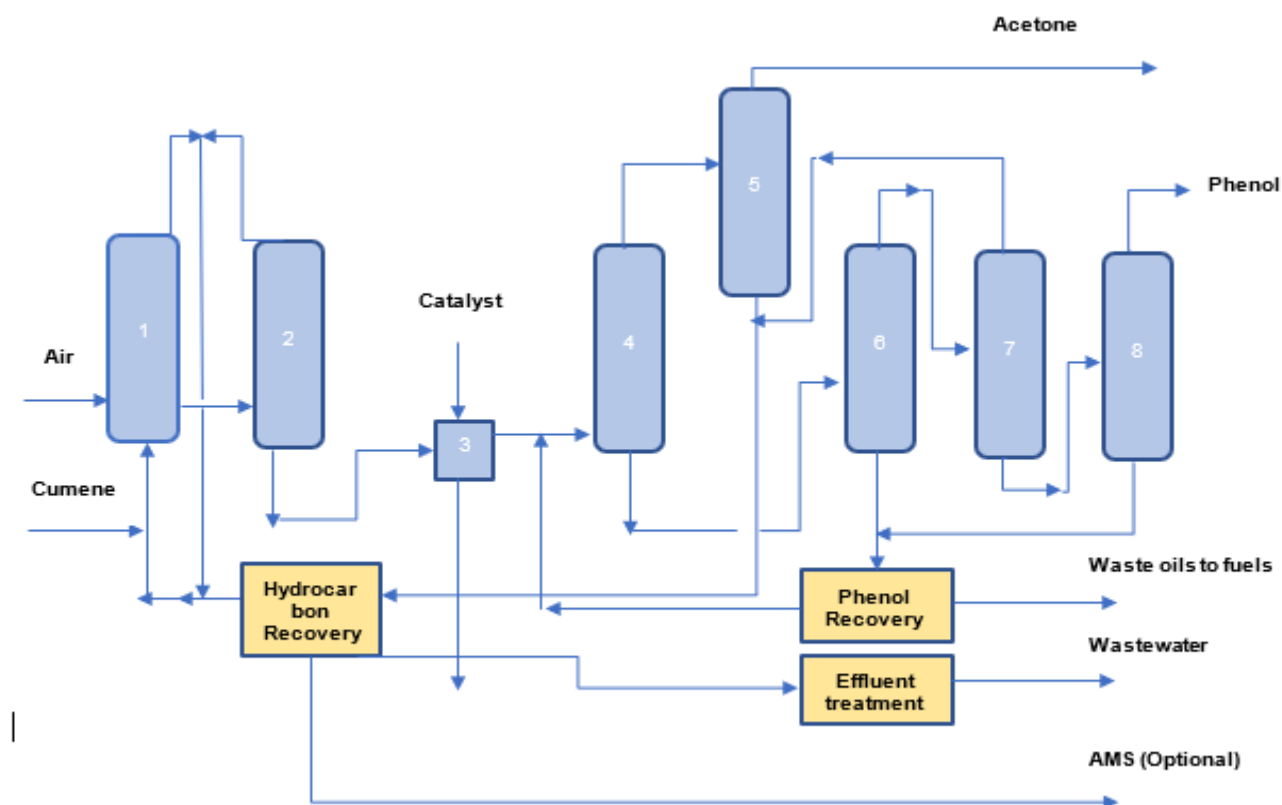 Acetone
Phenol
5
Catalyst
1
2
4
6
7
8
Air
3
Cumene
Waste oils to fuels
Hydrocar
bon
Recovery
Phenol
Recovery
Wastewater
Effluent
treatment
AMS (Optional)